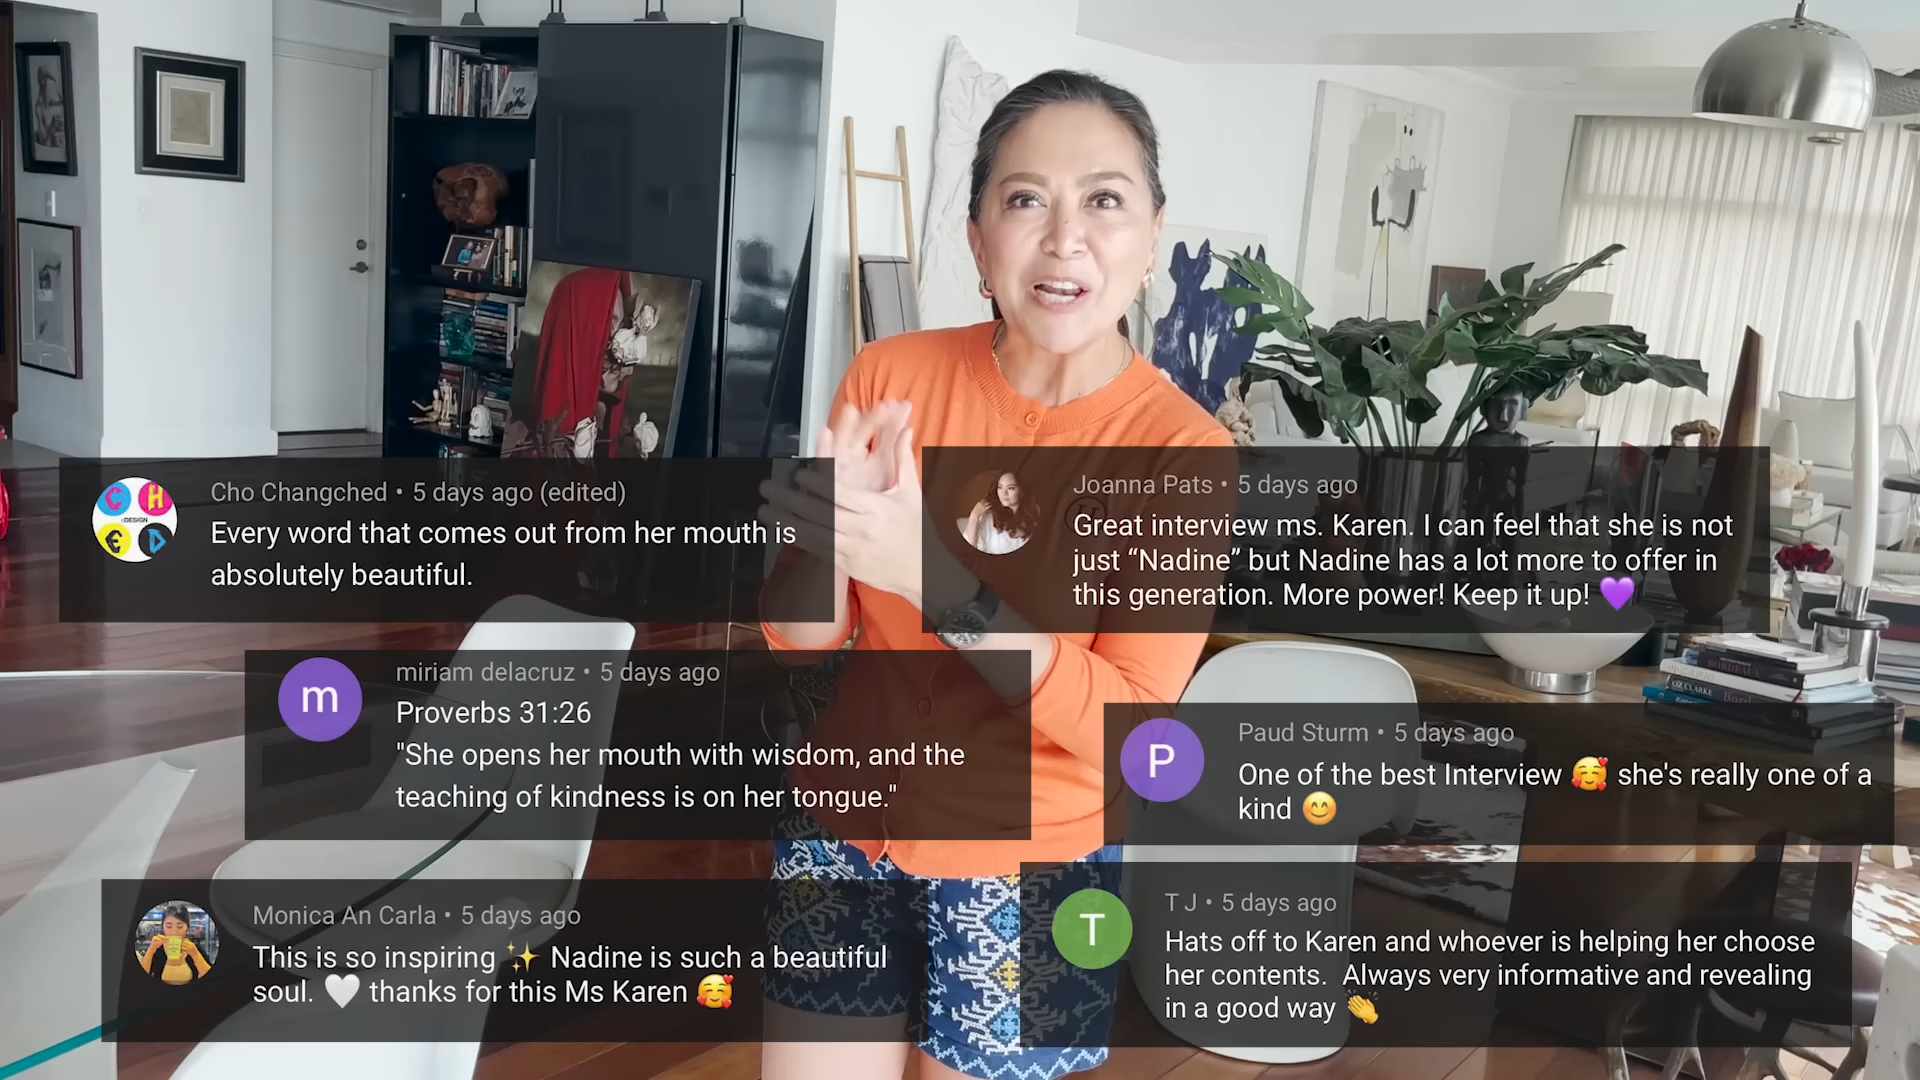 Cho Changched • 5 days ago (edited)
Every word that comes out from her mouth is
absolutely beautiful.
CH
DESIGN
ED
Joanna Pats • 5 days ago
Great interview ms. Karen. I can feel that she is not
just “Nadine” but Nadine has a lot more to offer in
this generation. More power! Keep it up! 💜
m
miriam delacruz • 5 days ago
Proverbs 31:26
"She opens her mouth with wisdom, and the
teaching of kindness is on her tongue."
P
Paud Sturm • 5 days ago
One of the best Interview 🥰 she's really one of a
kind 😊
Monica An Carla • 5 days ago
This is so inspiring ✨ Nadine is such a beautiful
soul. 🤍 thanks for this Ms Karen 🥰
T
T J • 5 days ago
Hats off to Karen and whoever is helping her choose
her contents.  Always very informative and revealing
in a good way 👏
BORDEAUX
OZ CLARKE